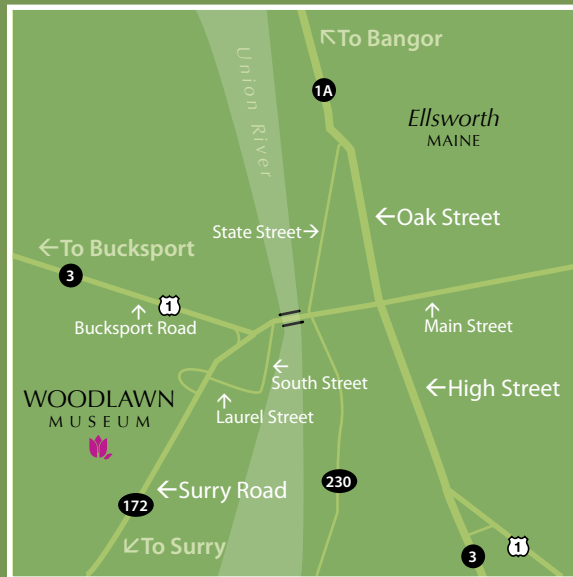 ↖To Bangor
Union River
1A
Ellsworth
MAINE
←Oak Street
State Street→
←To Bucksport
3
1
↑
Bucksport Road
↑
Main Street
←
South Street
←High Street
WOODLAWN
MUSEUM
↑
Laurel Street
←Surry Road
230
172
↙To Surry
3
1